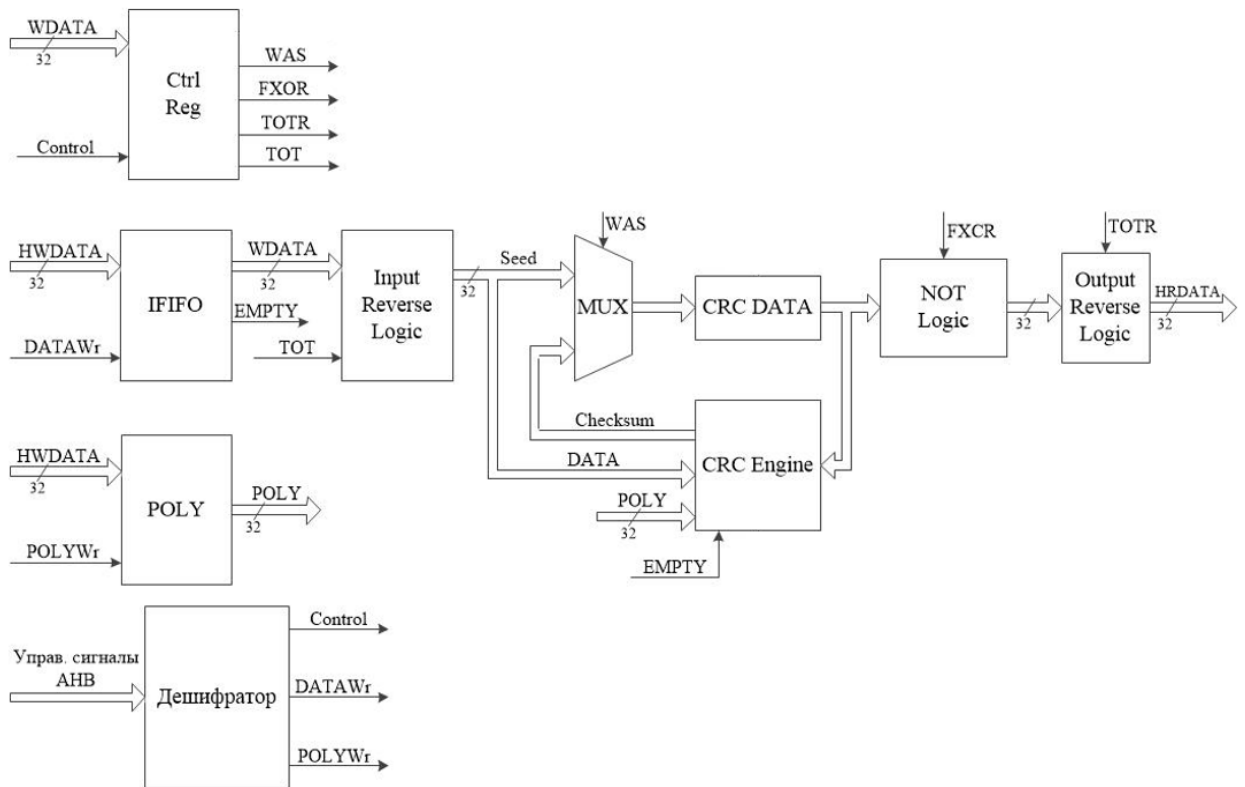 WDATA
32
Ctrl
Reg
Control
WAS
FXOR
TOTR
TOT
HWDATA
32
DATAWr
IFIFO
WDATA
32
EMPTY
TOT
Input
Reverse
Logic
32
Seed
WAS
MUX
CRC DATA
FXCR
NOT
Logic
32
TOTR
Output
Reverse
Logic
HRDATA
32
HWDATA
32
POLYWr
POLY
POLY
32
Checksum
DATA
POLY
32
EMPTY
CRC Engine
Управ. сигналы
AHB
Дешифратор
Control
DATAWr
POLYWr